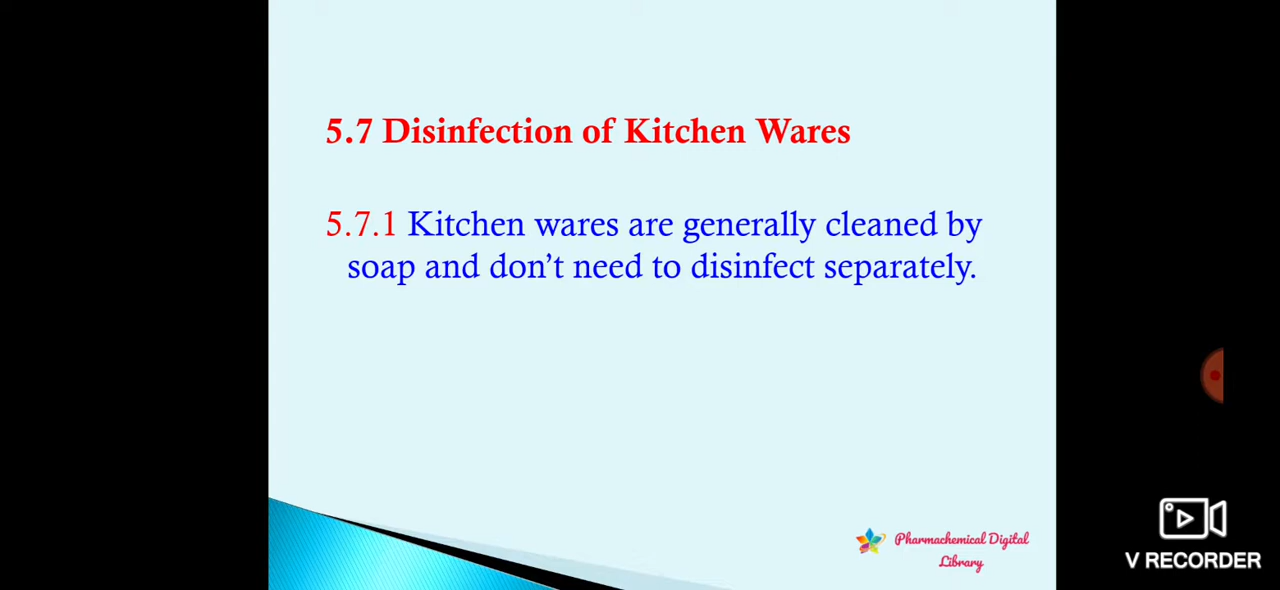 5.7 Disinfection of Kitchen Wares
5.7.1 Kitchen wares are generally cleaned by
soap and don't need to disinfect separately.
Pharmachemical Digital
Library
V RECORDER